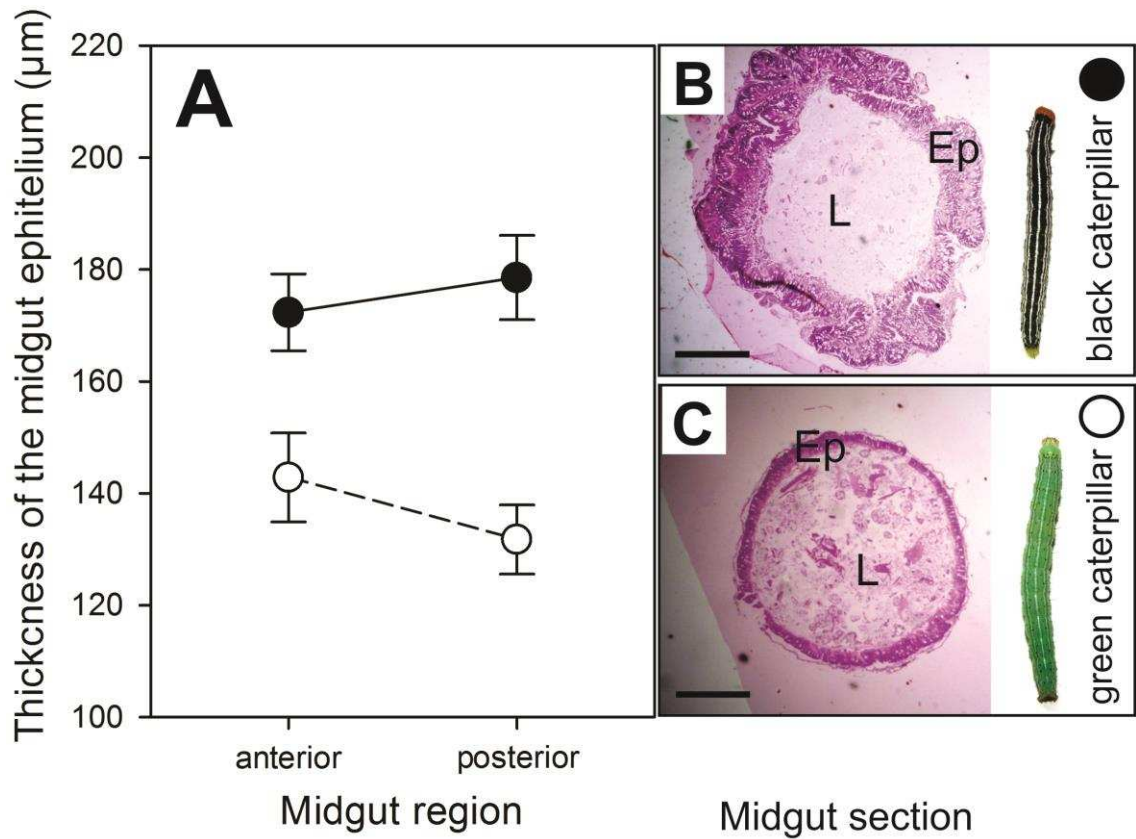 Thickcness of the midgut ephitelium (µm)
220
200
180
160
140
120
100
A
anterior
posterior
Midgut region
B
Ep
L
black caterpillar
C
Ep
L
green caterpillar
Midgut section